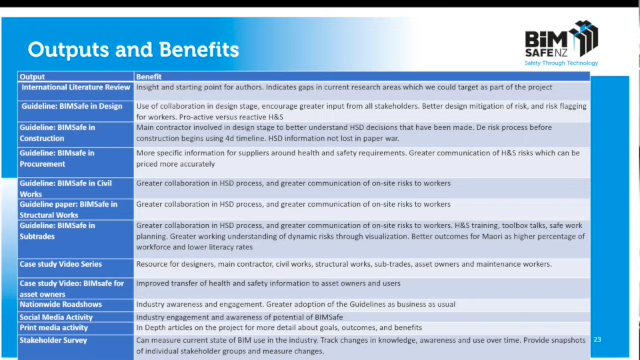 Outputs and Benefits
BiM
SAFENZ
Safety Through Technology
Output Benefit
International Literature Review Insight and starting point for authors. Indicates gaps in current research areas which we could target as part of the project
Guideline: BIMSafe in Design Use of collaboration in design stage, encourage greater input from all stakeholders. Better design mitigation of risk, and risk flagging
for workers. Pro-active versus reactive H&S
Guideline: BIMSafe in Main contractor involved in design stage to better understand HSD decisions that have been made. De risk process before
Construction construction begins using 4d timeline. HSD information not lost in paper war.
Guideline: BIMSafe in More specific information for suppliers around health and safety requirements. Greater communication of H&S risks which can be
Procurement priced more accurately
Guideline: BIMSafe in Civil Greater collaboration in HSD process, and greater communication of on-site risks to workers
Works
Guideline paper: BIMSafe in Greater collaboration in HSD process, and greater communication of on-site risks to workers
Structural Works
Guideline: BIMSafe in Greater collaboration in HSD process, and greater communication of on-site risks to workers. H&S training, toolbox talks, safe work
Subtrades planning. Greater working understanding of dynamic risks through visualization. Better outcomes for Maori as higher percentage of
workforce and lower literacy rates
Case study Video Series Resource for designers, main contractor, civil works, structural works, sub-trades, asset owners and maintenance workers.
Case study Video: BIMsafe for Improved transfer of health and safety information to asset owners and users
asset owners
Nationwide Roadshows Industry awareness and engagement. Greater adoption of the Guidelines as business as usual
Social Media Activity Industry engagement and awareness of potential of BIMSafe
Print media activity In Depth articles on the project for more detail about goals, outcomes, and benefits
Stakeholder Survey Can measure current state of BIM use in the industry. Track changes in knowledge, awareness and use over time. Provide snapshots
of individual stakeholder groups and measure changes.
23